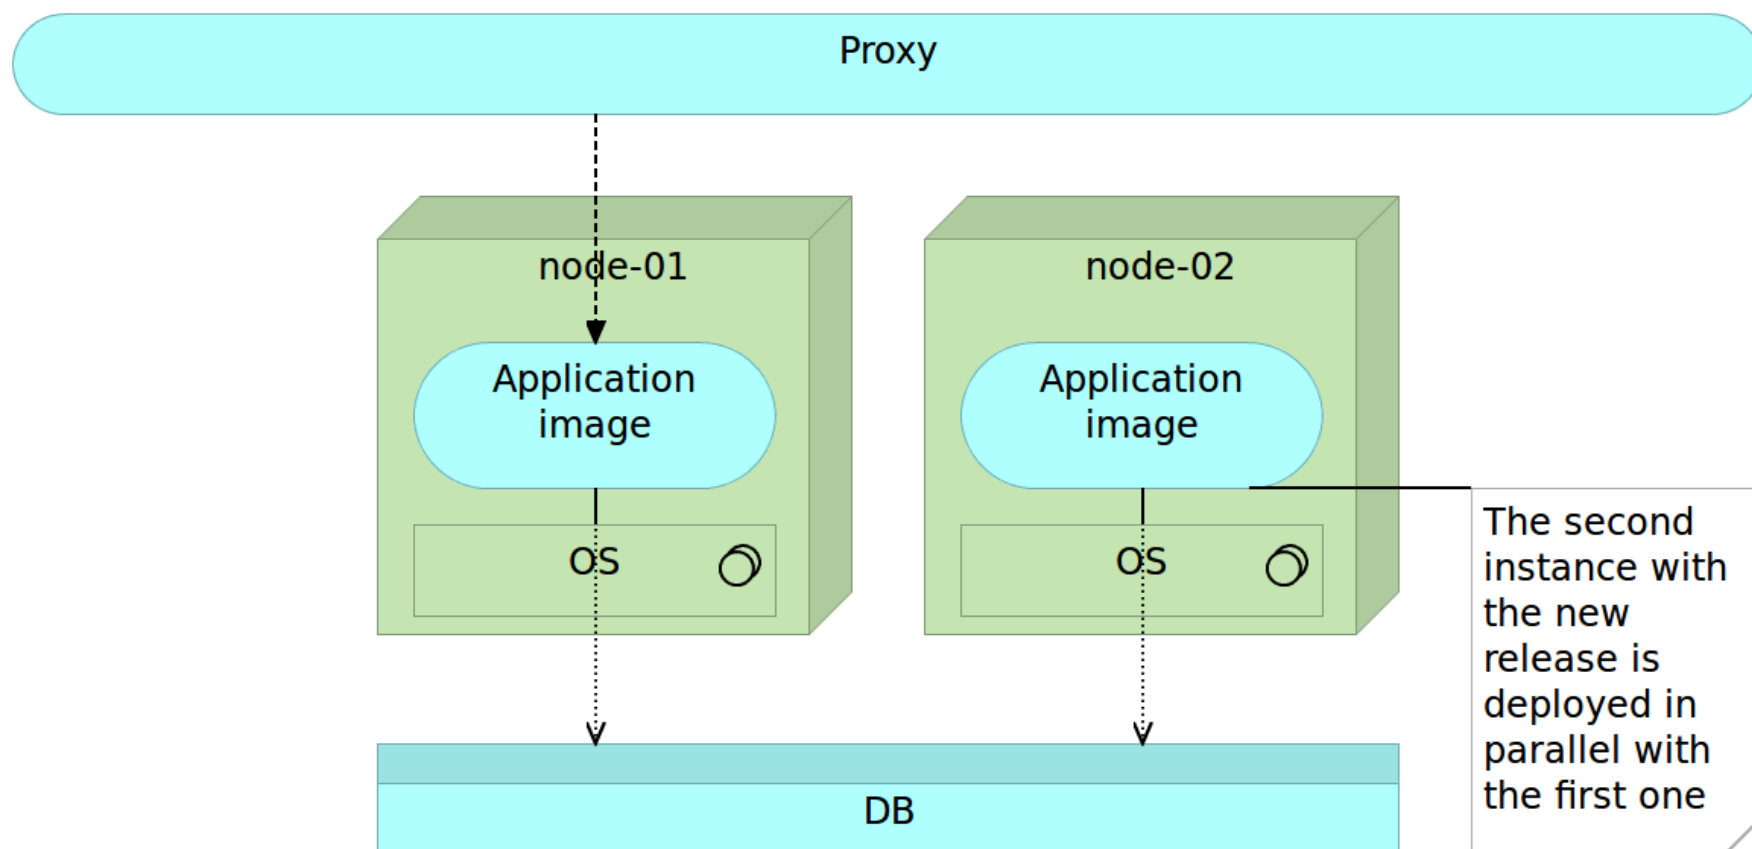 Proxy
node-01
node-02
Application
image
Application
image
OS
OS
The second
instance with
the new
release is
deployed in
parallel with
the first one
DB